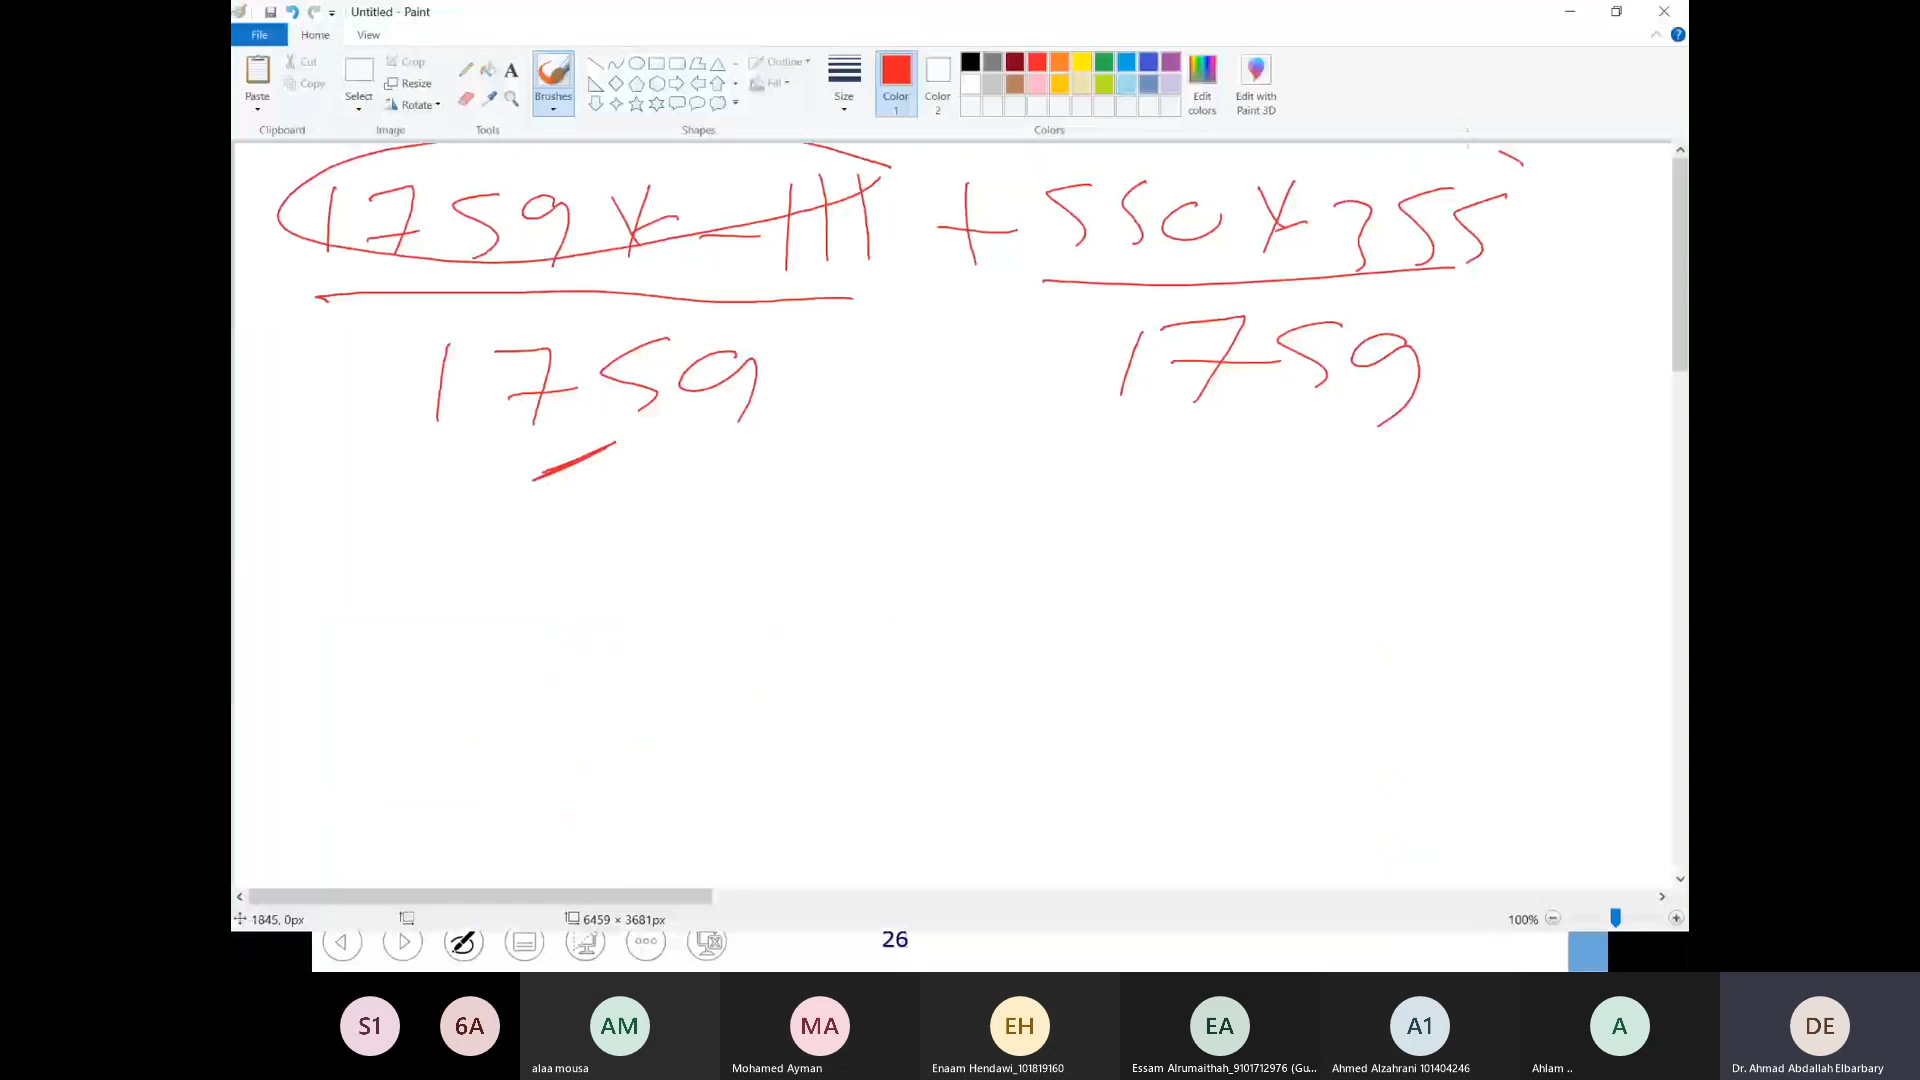 Untitled - Paint
File Home View
Paste
Cut
Copy
Clipboard
Select
Crop
Resize
Rotate
Image
A
Tools
Brushes
Shapes
Outline
Fill
Size
Color 1
Color 2
Edit colors
Edit with Paint 3D
Colors
1759 x -111 + 550 x 355
1759 1759
1845, 0px 6459 × 3681px 100%
26
S1 6A AM MA EH EA A1 A DE
alaa mousa Mohamed Ayman Enaam Hendawi_101819160 Essam Alrumaithah_9101712976 (Gu... Ahmed Alzahrani 101404246 Ahlam .. Dr. Ahmad Abdallah Elbarbary